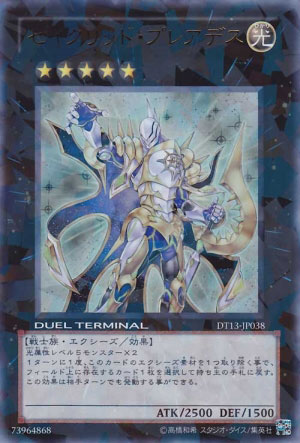 セイクリッド・プレアデス
光
DUEL TERMINAL
DT13-JP038
【戦士族・エクシーズ／効果】
光属性レベル５モンスター×２
１ターンに１度、このカードのエクシーズ素材を１つ取り除く事で、
フィールド上に存在するカード１枚を選択して持ち主の手札に戻す。
この効果は相手ターンでも発動する事ができる。
ATK/2500 DEF/1500
73964868
©高橋和希 スタジオ・ダイス/集英社